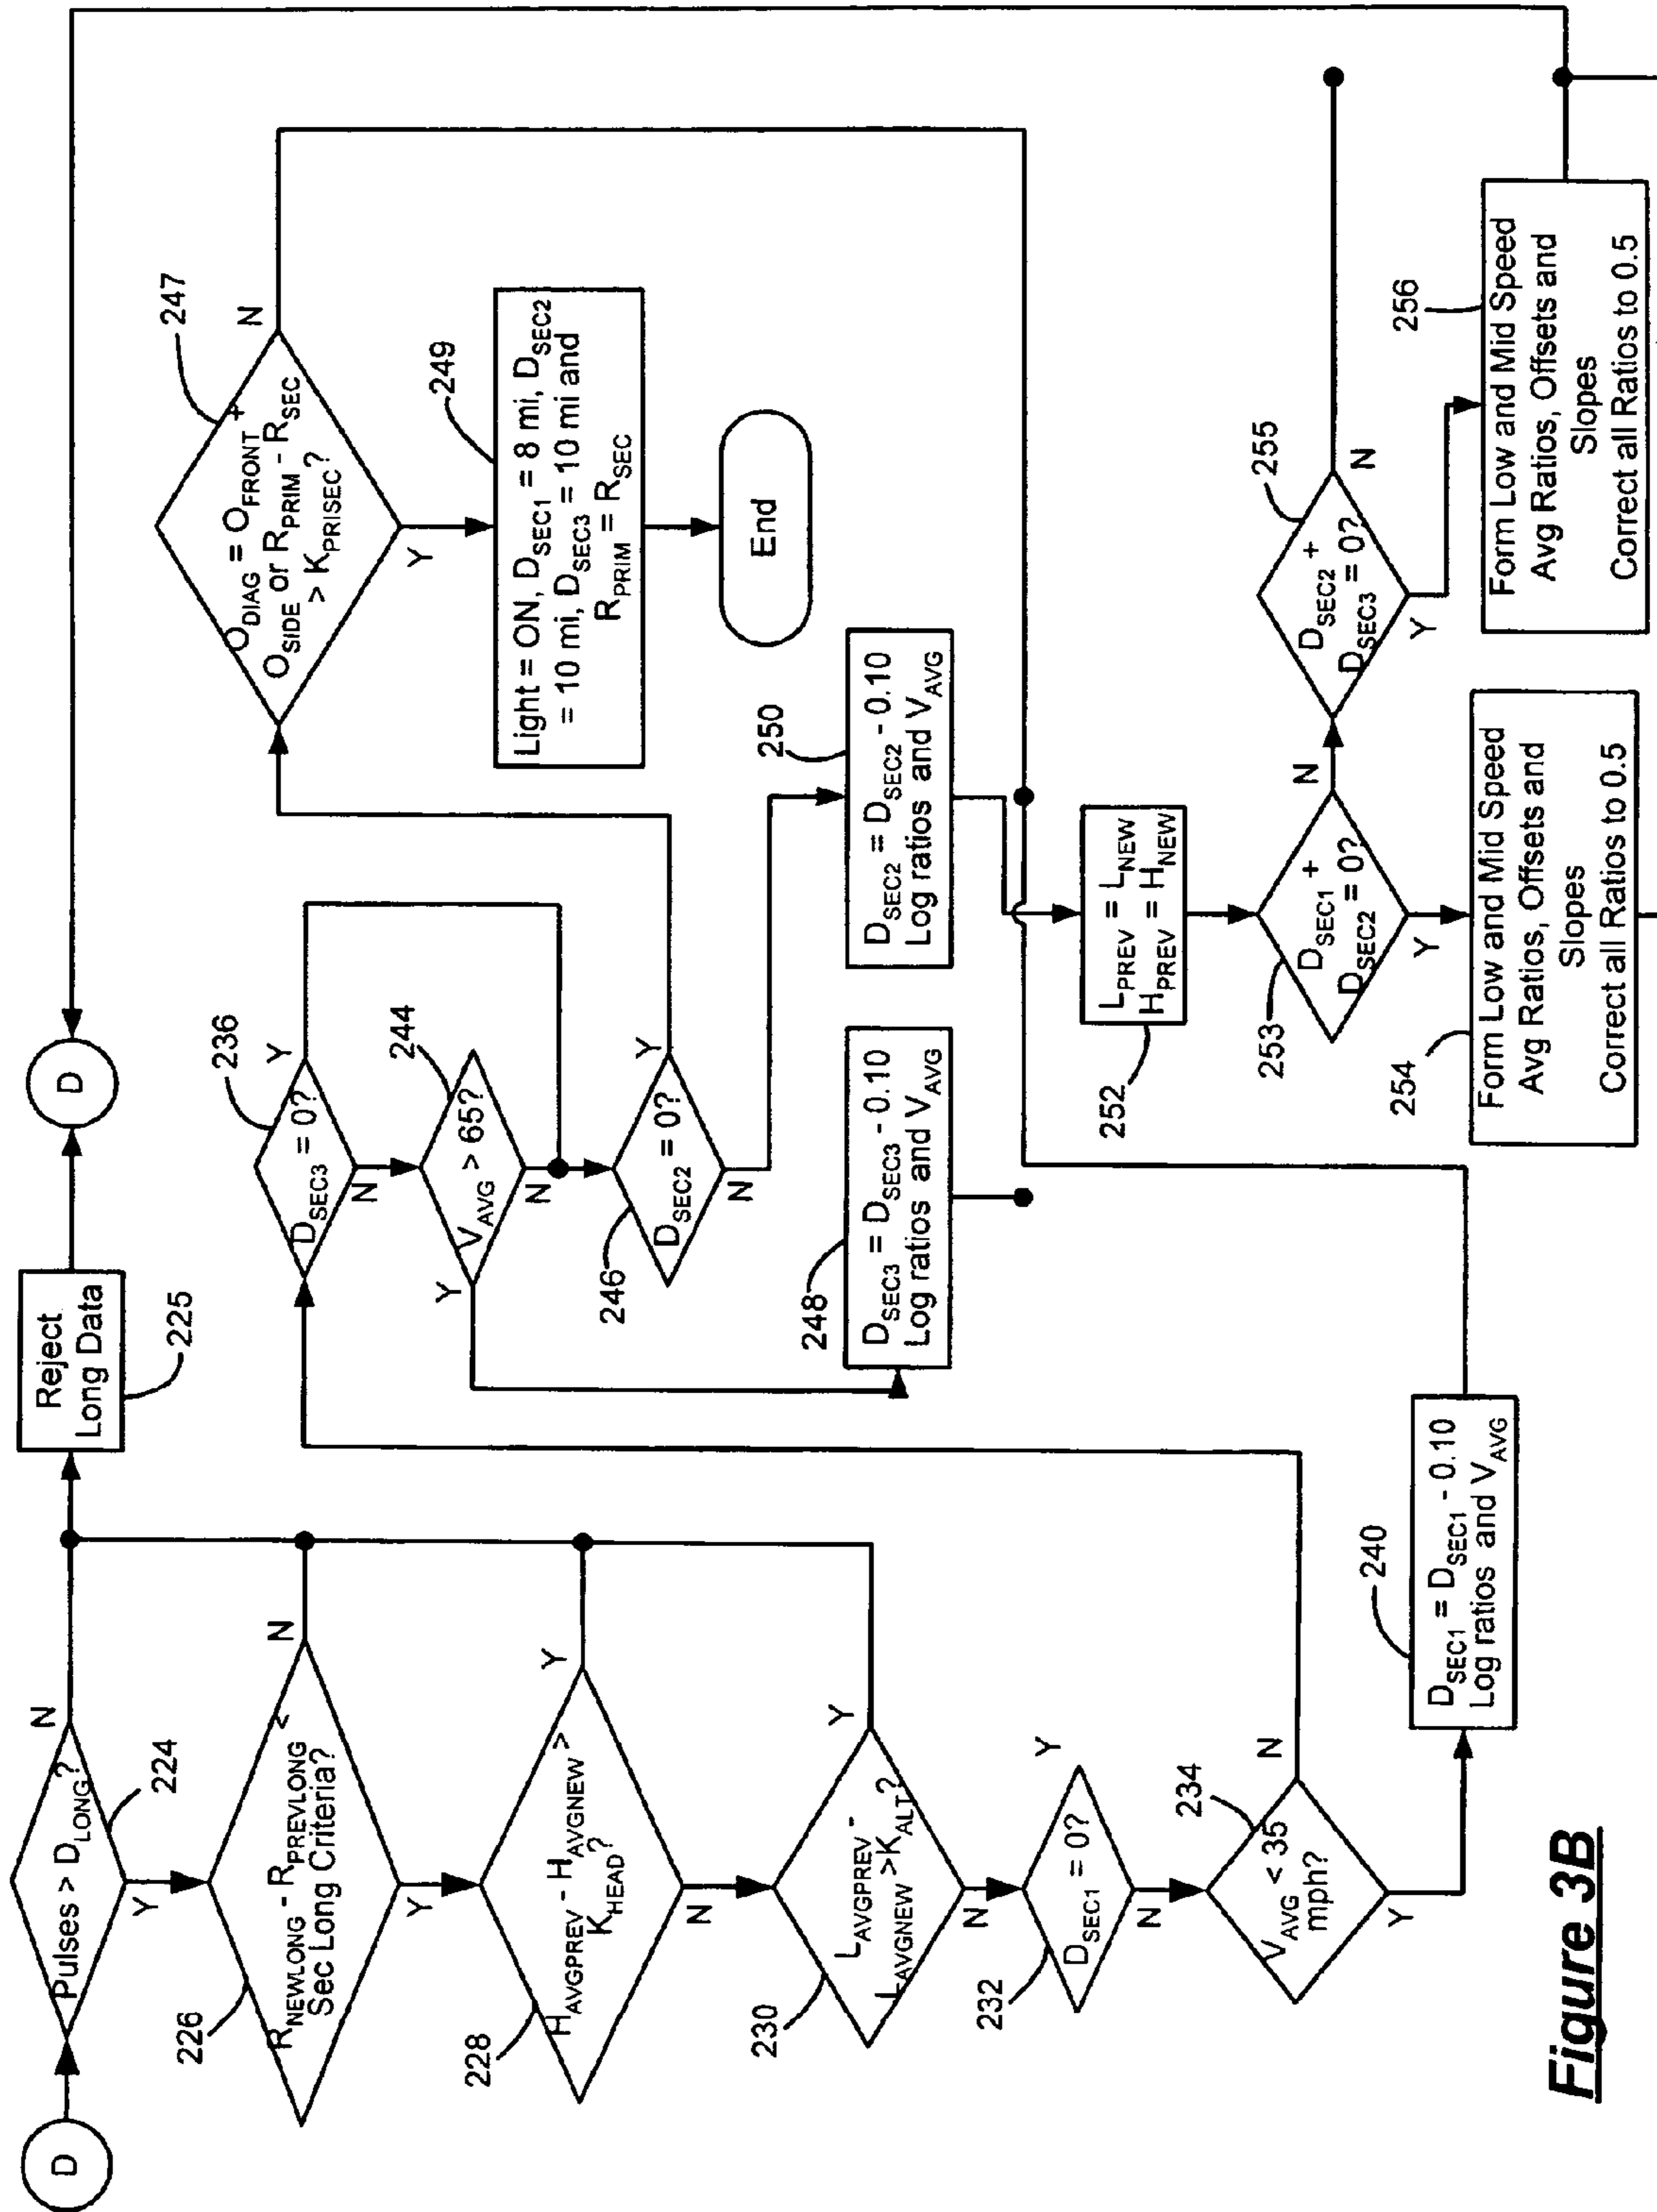 D
Pulses > D_LONG?
224
N
Y
Reject
Long Data
225
D
R_NEWLONG - R_PREVLONG <
Sec Long Criteria?
226
N
Y
H_AVGPREV - H_AVGNEW >
K_HEAD?
228
Y
N
L_AVGPREV -
L_AVGNEW > K_ALT?
230
Y
N
D_SEC1 = 0?
232
Y
N
V_AVG < 35
mph?
234
N
Y
D_SEC1 = D_SEC1 - 0.10
Log ratios and V_AVG
240
D_SEC3 = 0?
236
Y
N
V_AVG > 65?
244
Y
N
D_SEC2 = 0?
246
Y
N
D_SEC3 = D_SEC3 - 0.10
Log ratios and V_AVG
248
O_DIAG = O_FRONT +
O_SIDE or R_PRIM - R_SEC
> K_PRISEC?
247
N
Y
Light = ON, D_SEC1 = 8 mi, D_SEC2
= 10 mi, D_SEC3 = 10 mi and
R_PRIM = R_SEC
249
End
D_SEC2 = D_SEC2 - 0.10
Log ratios and V_AVG
250
L_PREV = L_NEW
H_PREV = H_NEW
252
D_SEC1 +
D_SEC2 = 0?
253
N
Y
Form Low and Mid Speed
Avg Ratios, Offsets and
Slopes
Correct all Ratios to 0.5
254
D_SEC2 +
D_SEC3 = 0?
255
N
Y
Form Low and Mid Speed
Avg Ratios, Offsets and
Slopes
Correct all Ratios to 0.5
256
Figure 3B